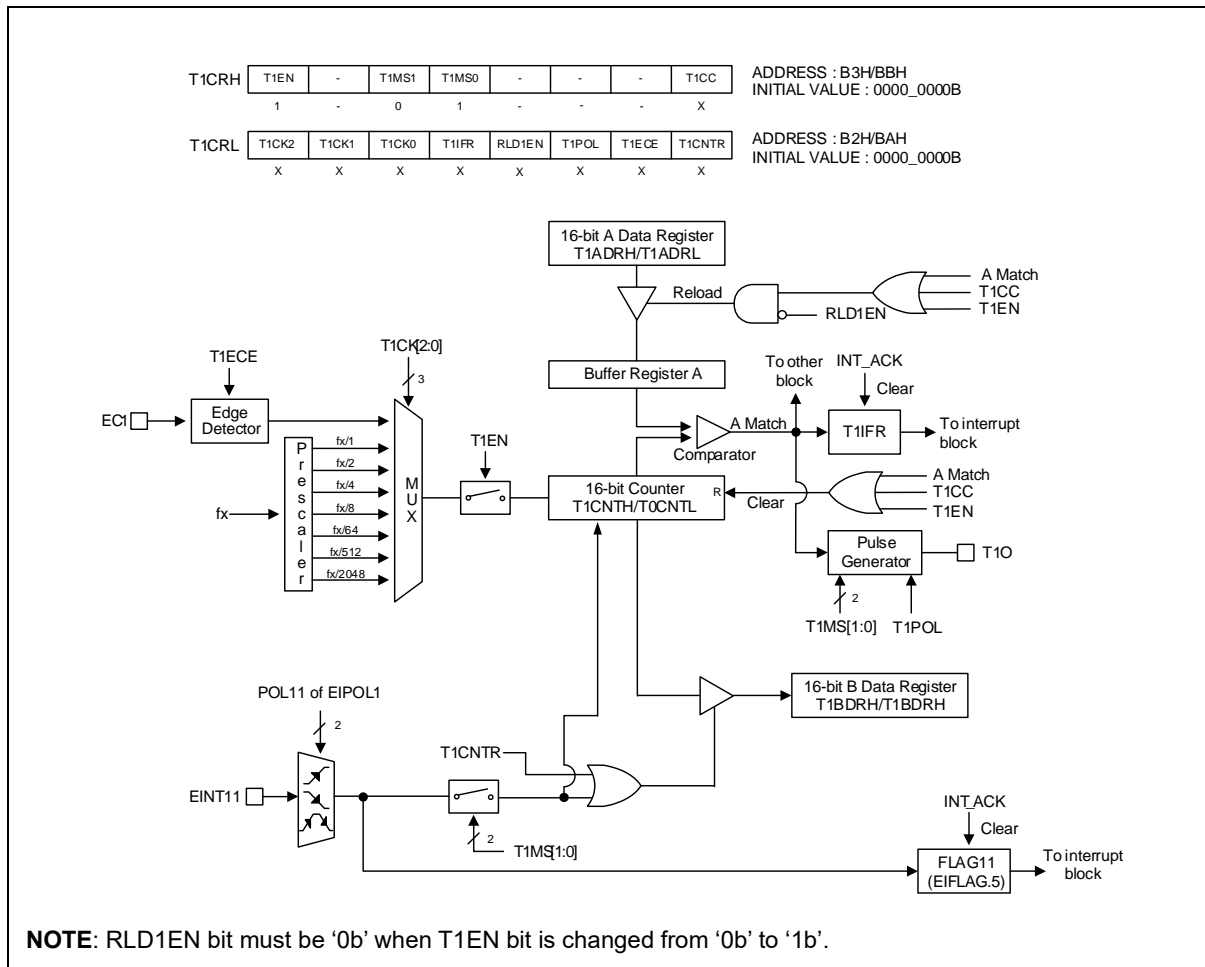 T1CRH T1EN - T1MS1 T1MS0 - - - T1CC
1 - 0 1 - - - X
ADDRESS : B3H/BBH
INITIAL VALUE : 0000_0000B
T1CRL T1CK2 T1CK1 T1CK0 T1IFR RLD1EN T1POL T1ECE T1CNTR
X X X X X X X X
ADDRESS : B2H/BAH
INITIAL VALUE : 0000_0000B
16-bit A Data Register
T1ADRH/T1ADRL
Reload
A Match
T1CC
T1EN
RLD1EN
Buffer Register A
T1ECE
T1CK[2:0]
3
EC1
Edge
Detector
Prescaler
fx
fx/1
fx/2
fx/4
fx/8
fx/64
fx/512
fx/2048
MUX
T1EN
16-bit Counter
T1CNTH/T0CNTL
R
Clear
Comparator
A Match
To other
block
INT_ACK
Clear
T1IFR
To interrupt
block
A Match
T1CC
T1EN
Pulse
Generator
T1O
2
T1MS[1:0]
T1POL
16-bit B Data Register
T1BDRH/T1BDRH
POL11 of EIPOL1
2
T1CNTR
EINT11
2
T1MS[1:0]
INT_ACK
Clear
FLAG11
(EIFLAG.5)
To interrupt
block
NOTE: RLD1EN bit must be ‘0b’ when T1EN bit is changed from ‘0b’ to ‘1b’.